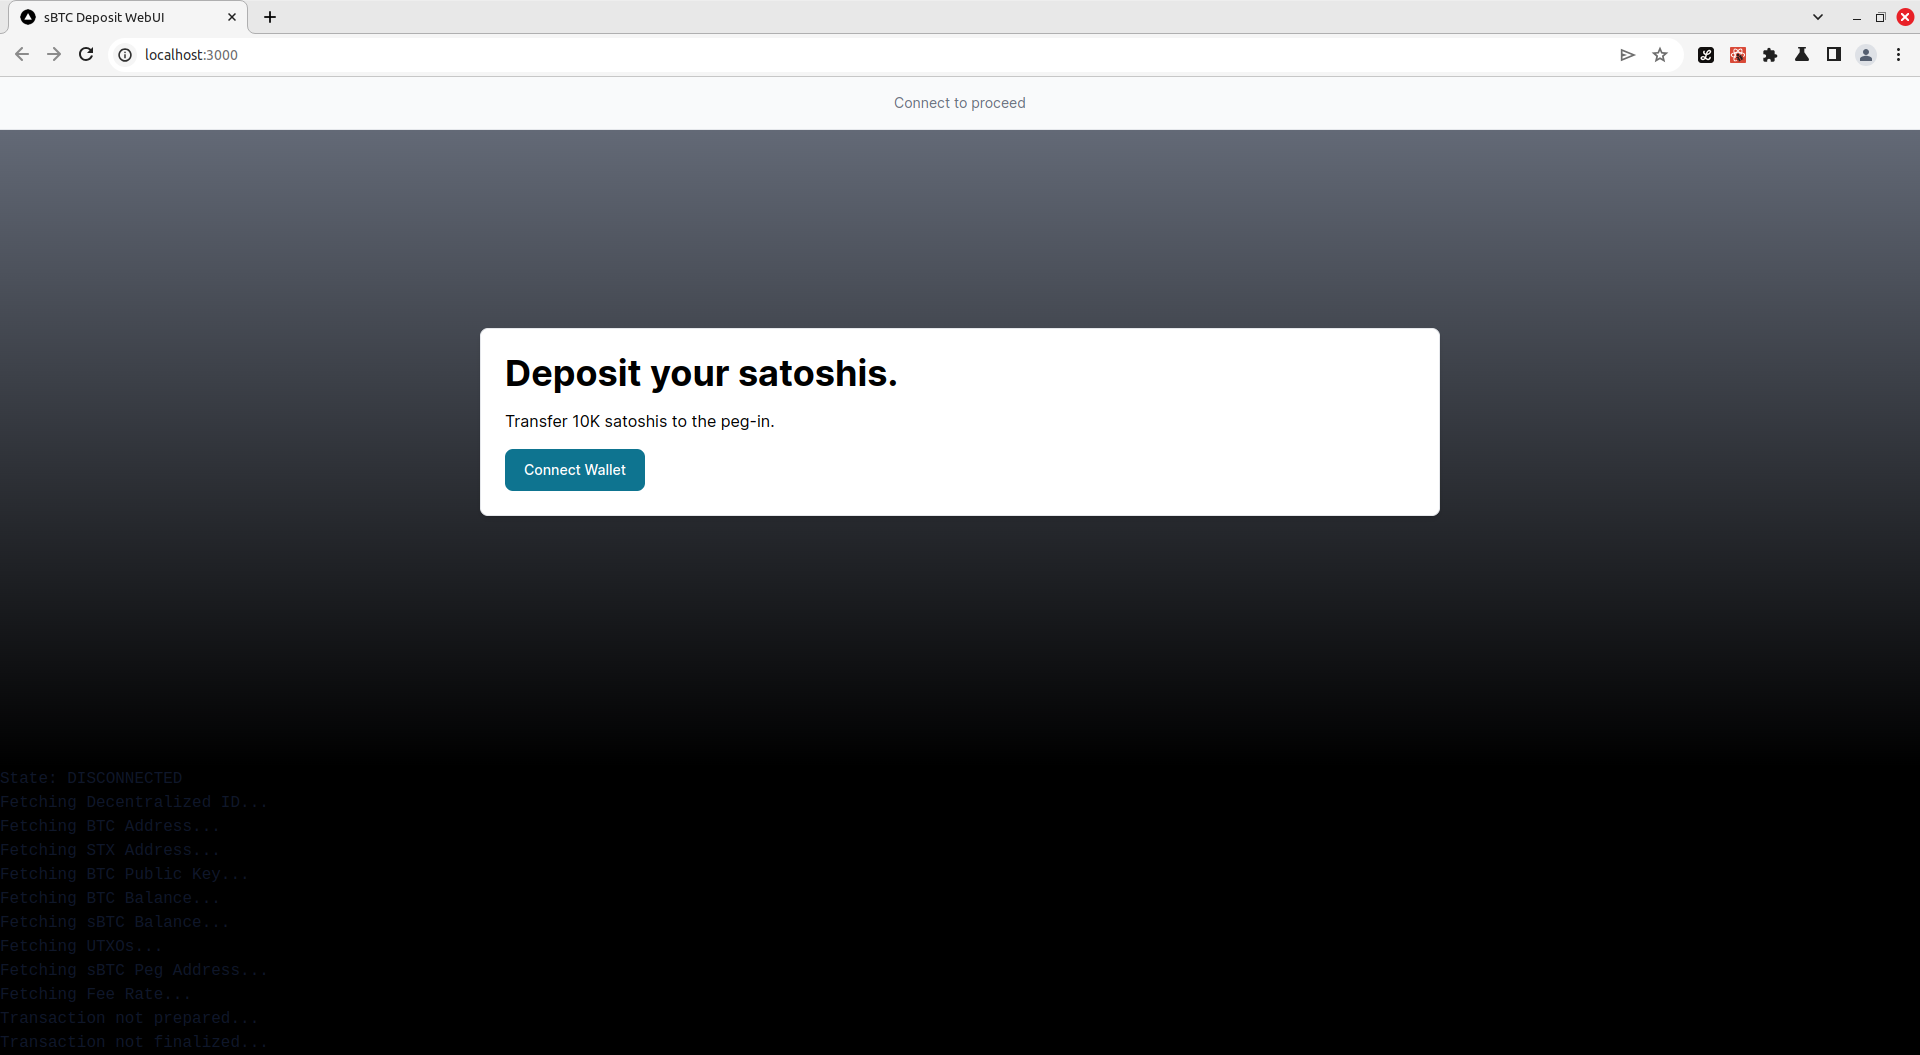 sBTC Deposit WebUI
localhost:3000
Connect to proceed
Deposit your satoshis.
Transfer 10K satoshis to the peg-in.
Connect Wallet
State: DISCONNECTED
Fetching Decentralized ID...
Fetching BTC Address...
Fetching STX Address...
Fetching BTC Public Key...
Fetching BTC Balance...
Fetching sBTC Balance...
Fetching UTXOs...
Fetching sBTC Peg Address...
Fetching Fee Rate...
Transaction not prepared...
Transaction not finalized...